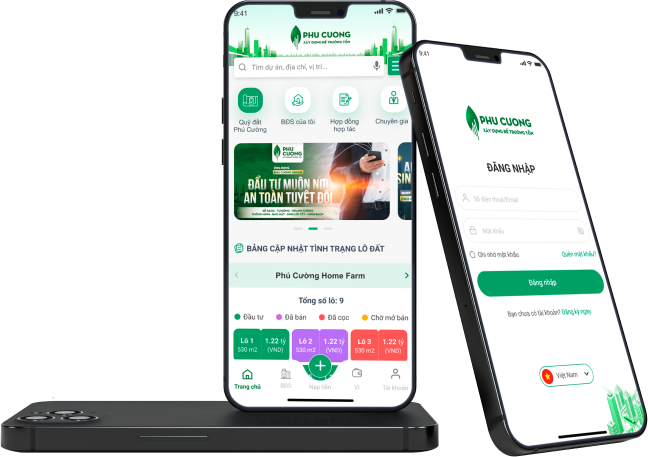 9:41
PHU CUONG
XÂY DỰNG ĐỂ TRƯỜNG TỒN
Tìm dự án, địa chỉ, vị trí...
Quỹ đất
Phú Cường
BĐS của tôi
Hợp đồng
hợp tác
Chuyên gia
PHU
CUONG
ĐẦU TƯ MUÔN NƠI
AN TOÀN TUYỆT ĐỐI
BẢNG CẬP NHẬT TÌNH TRẠNG LÔ ĐẤT
Phú Cường Home Farm
Tổng số lô: 9
Đầu tư
Đã bán
Đã cọc
Chờ mở bán
Lô 1
530 m2
1.22 tỷ
(VND)
Lô 2
530 m2
1.22 tỷ
(VND)
Lô 3
530 m2
1.22 tỷ
(VND)
Trang chủ
BĐS
Nạp tiền
Ví
Tài khoản
9:41
PHU CUONG
XÂY DỰNG ĐỂ TRƯỜNG TỒN
ĐĂNG NHẬP
Số điện thoại/Email
Mật khẩu
Ghi nhớ mật khẩu
Quên mật khẩu?
Đăng nhập
Bạn chưa có tài khoản? Đăng ký ngay
Việt Nam